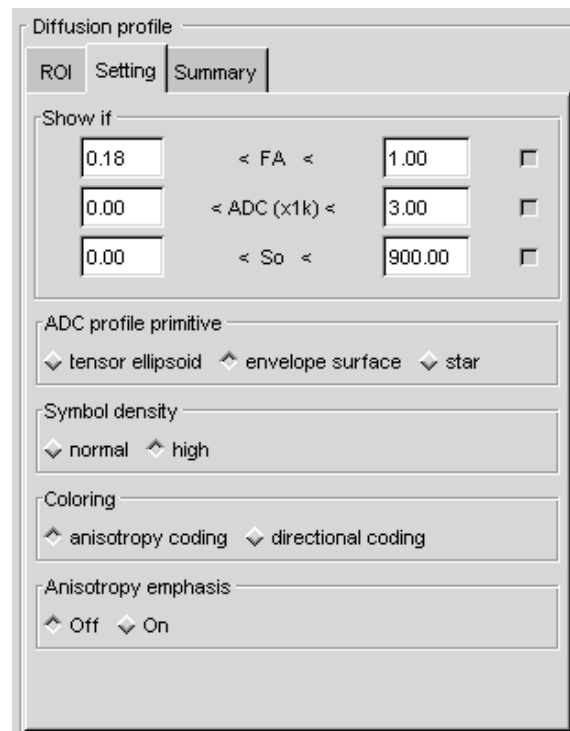 Diffusion profile
ROI Setting Summary
Show if
0.18 < FA < 1.00
0.00 < ADC (x1k) < 3.00
0.00 < So < 900.00
ADC profile primitive
tensor ellipsoid envelope surface star
Symbol density
normal high
Coloring
anisotropy coding directional coding
Anisotropy emphasis
Off On